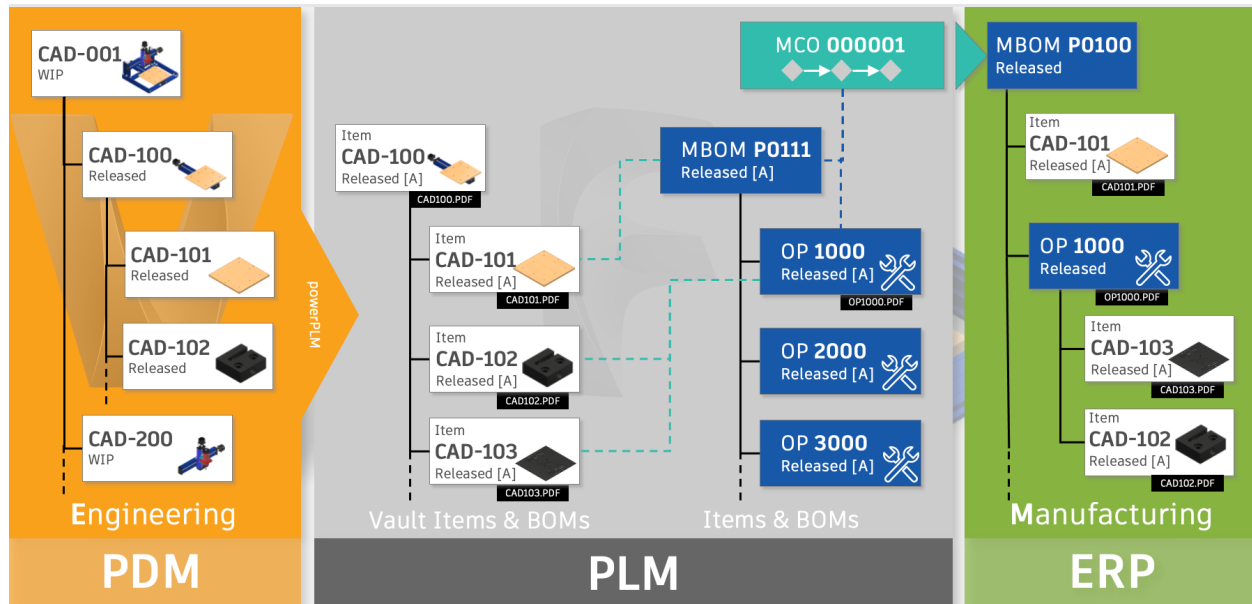 CAD-001
WIP
CAD-100
Released
CAD-101
Released
CAD-102
Released
CAD-200
WIP
Engineering
PDM
powerPLM
Item
CAD-100
Released [A]
CAD100.PDF
Item
CAD-101
Released [A]
CAD101.PDF
Item
CAD-102
Released [A]
CAD102.PDF
Item
CAD-103
Released [A]
CAD103.PDF
Vault Items & BOMs
MCO 000001
MBOM P0111
Released [A]
OP 1000
Released [A]
OP1000.PDF
OP 2000
Released [A]
OP 3000
Released [A]
Items & BOMs
PLM
MBOM P0100
Released
Item
CAD-101
Released [A]
CAD101.PDF
OP 1000
Released
OP1000.PDF
Item
CAD-103
Released [A]
CAD103.PDF
Item
CAD-102
Released [A]
CAD102.PDF
Manufacturing
ERP